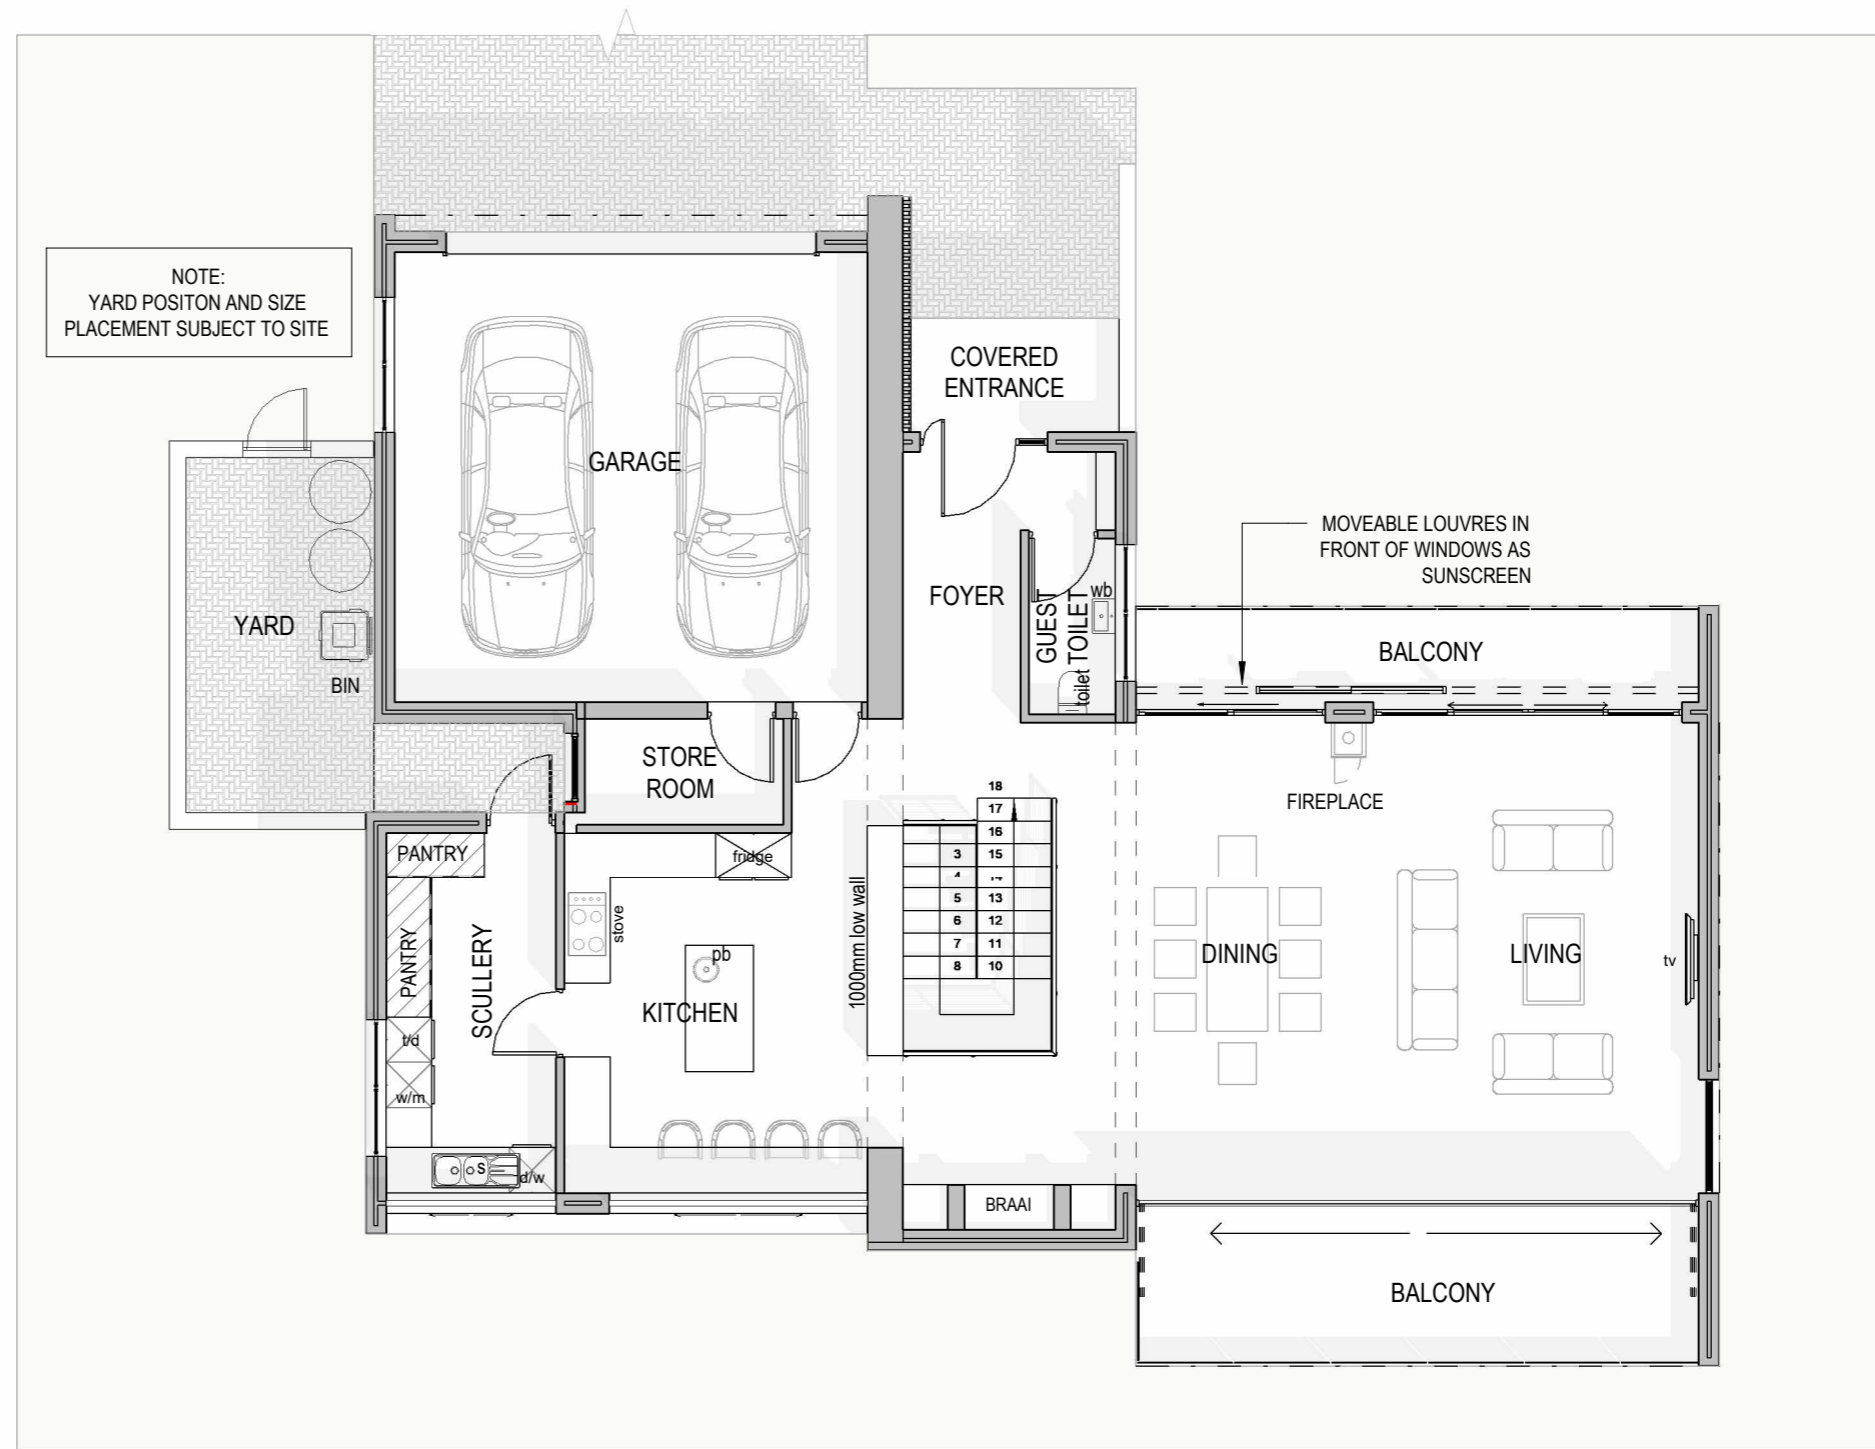 NOTE:
YARD POSITON AND SIZE
PLACEMENT SUBJECT TO SITE
COVERED
ENTRANCE
GARAGE
MOVEABLE LOUVRES IN
FRONT OF WINDOWS AS
SUNSCREEN
FOYER
GUEST
TOILET
wb
toilet
YARD
BIN
BALCONY
STORE
ROOM
FIREPLACE
18
17
16
3 15
4
5 13
6 12
7 11
8 10
PANTRY
fridge
PANTRY
SCULLERY
stove
pb
KITCHEN
1000mm low wall
DINING
LIVING
tv
t/d
w/m
S
d/w
BRAAI
BALCONY